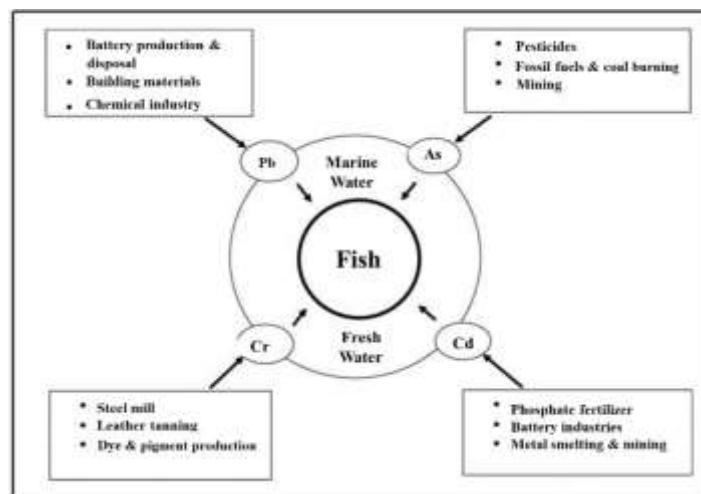 Battery production &
disposal
Building materials
Chemical industry
Pesticides
Fossil fuels & coal burning
Mining
Pb
Marine
Water
As
Fish
Cr
Fresh
Water
Cd
Steel mill
Leather tanning
Dye & pigment production
Phosphate fertilizer
Battery industries
Metal smelting & mining